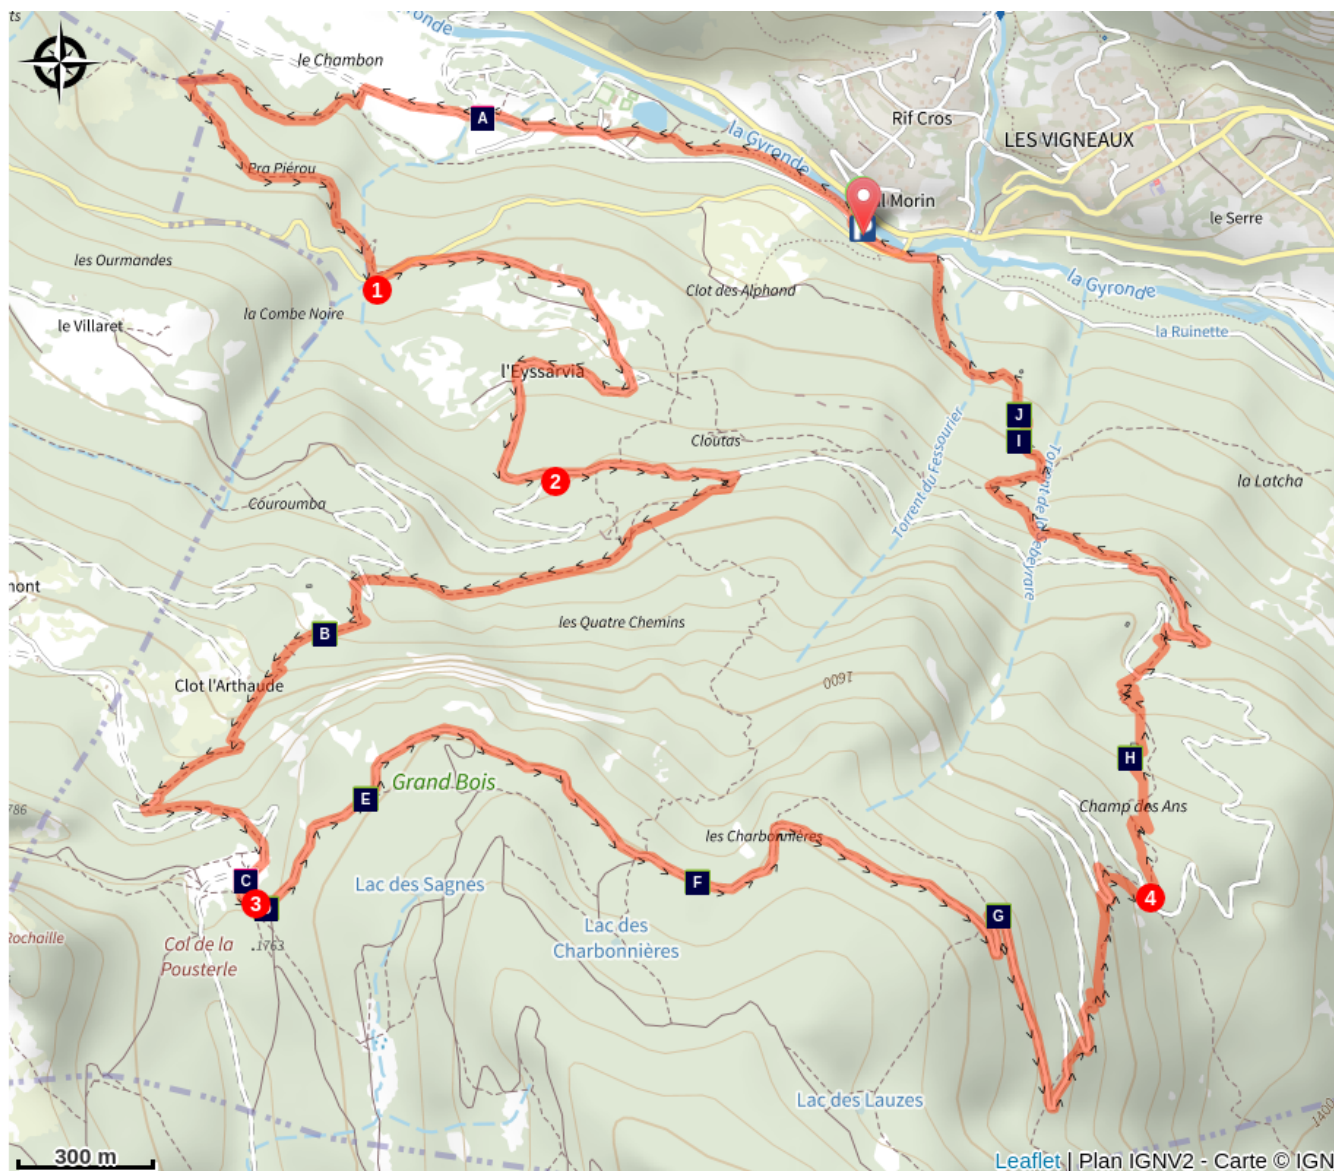 ts
le Chambon
A
la Gyronde
Rif Cros
LES VIGNEAUX
Pra Piérou
Morin
le Serre
les Ourmandes
1
Clot des Alphand
la Gyronde
la Combe Noire
le Villaret
la Ruinette
l'Eyssarvia
J
I
Cloutas
2
Torrent du Fessourier
la Latcha
Couroumba
mont
les Quatre Chemins
B
1600
Clot l'Arthaude
H
Grand Bois
E
Champ des Ans
786
les Charbonnières
C
Lac des Sagnes
F
4
3
G
Rochaille
Col de la
Pousterle
1763
Lac des
Charbonnières
Lac des Lauzes
1400
300 m
Leaflet | Plan IGNV2 - Carte © IGN